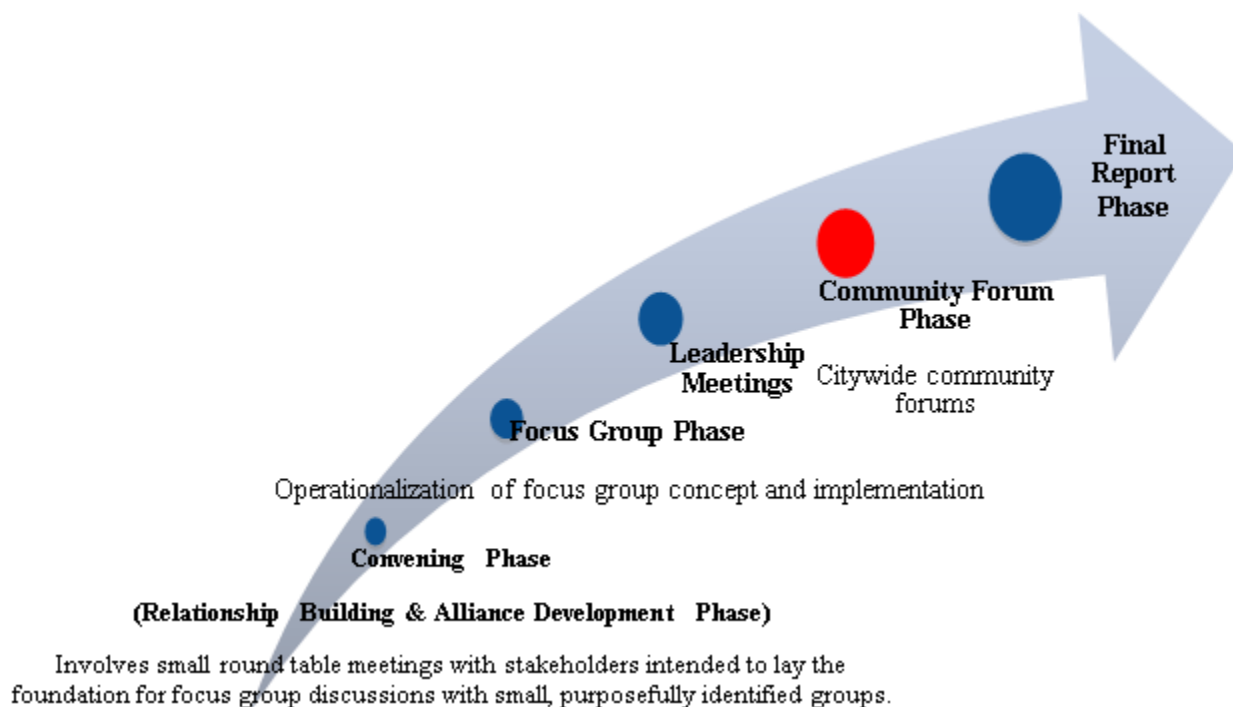 Final
Report
Phase
Community Forum
Phase
Citywide community
forums
Leadership
Meetings
Focus Group Phase
Operationalization of focus group concept and implementation
Convening Phase
(Relationship Building & Alliance Development Phase)
Involves small round table meetings with stakeholders intended to lay the
foundation for focus group discussions with small, purposefully identified groups.